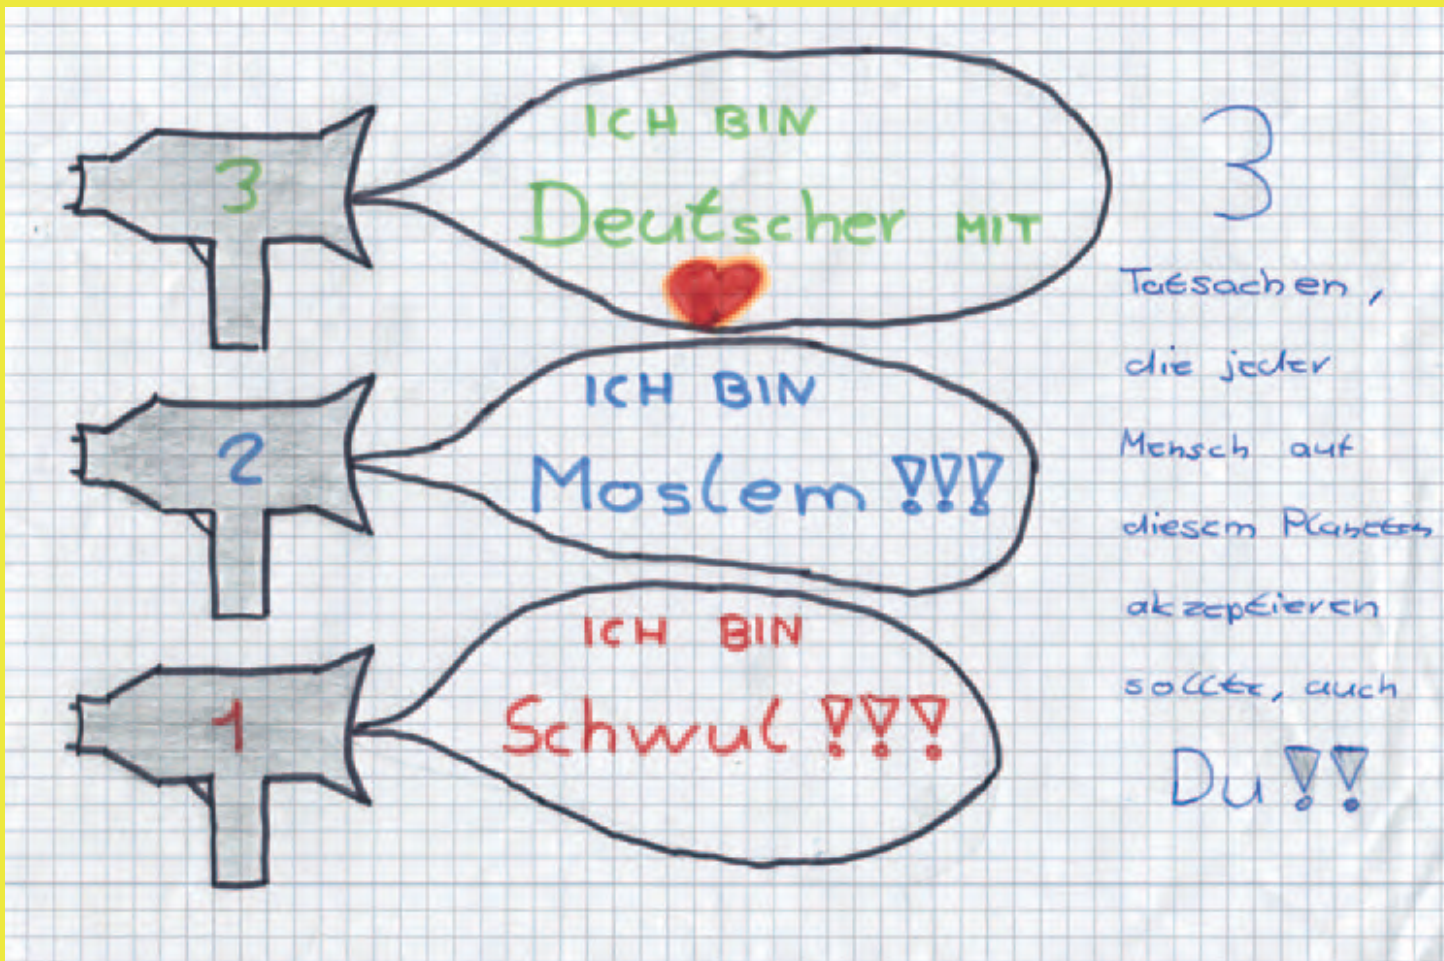 3
ICH BIN
Deutscher MIT
2
ICH BIN
Moslem !!!
1
ICH BIN
Schwul !!!
3
Tatsachen,
die jeder
Mensch auf
diesem Planeten
akzeptieren
sollte, auch
Du !!